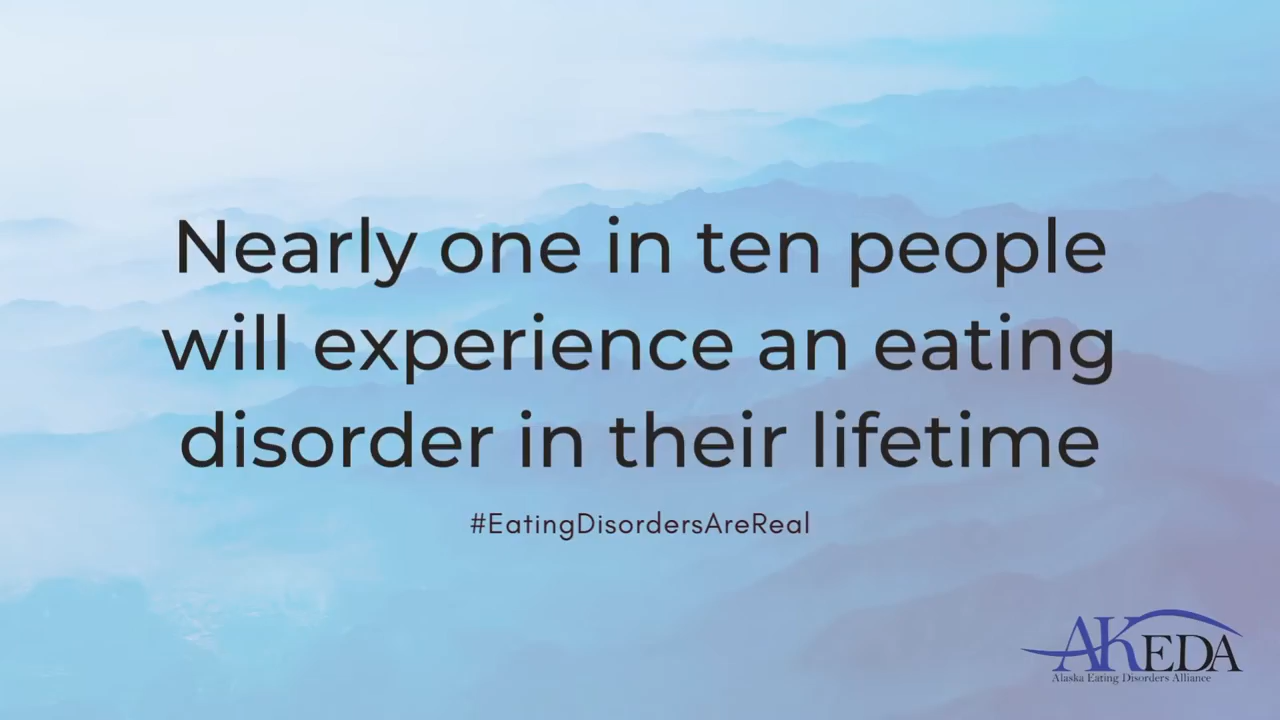 Nearly one in ten people
will experience an eating
disorder in their lifetime
#EatingDisordersAreReal
AKEDA
Alaska Eating Disorders Alliance